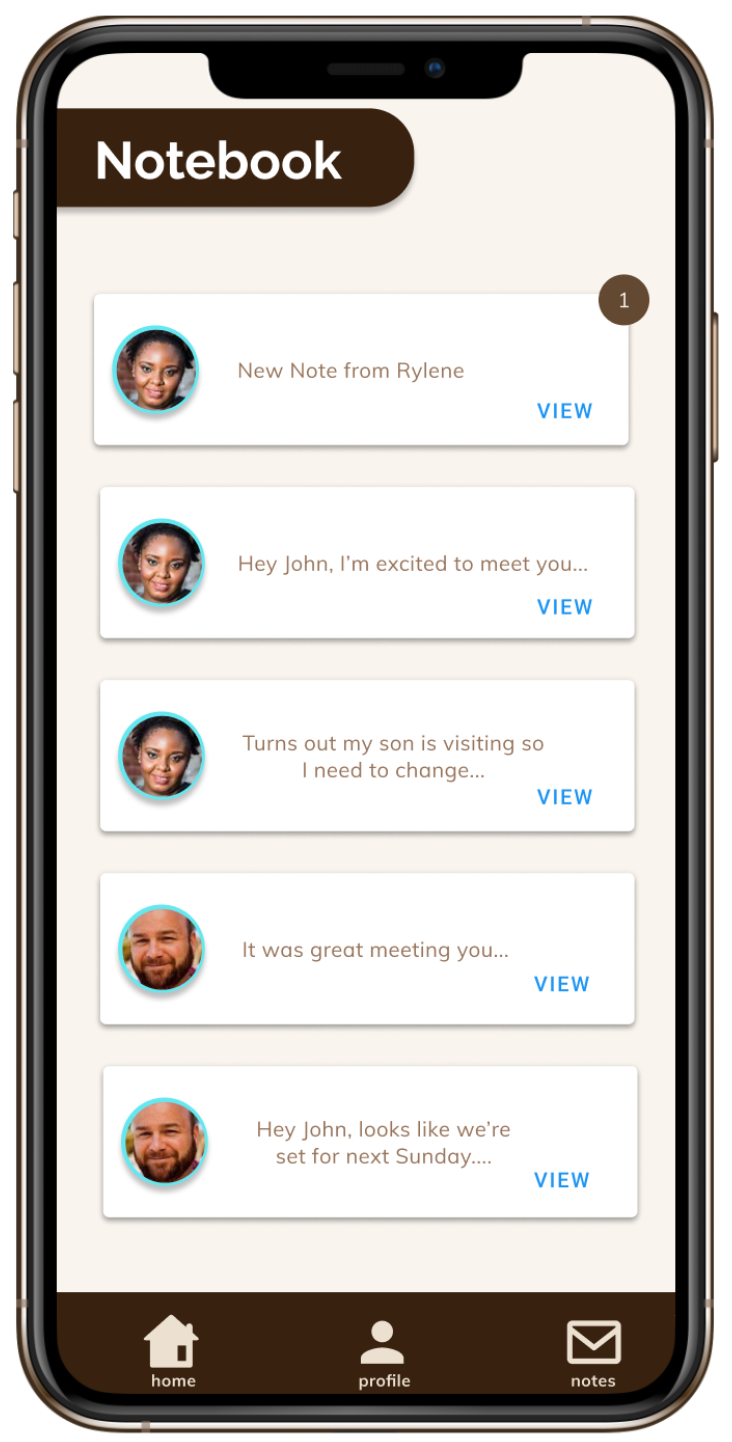 Notebook
1
New Note from Rylene
VIEW
Hey John, I'm excited to meet you...
VIEW
Turns out my son is visiting so
I need to change...
VIEW
It was great meeting you...
VIEW
Hey John, looks like we're
set for next Sunday....
VIEW
home
profile
notes